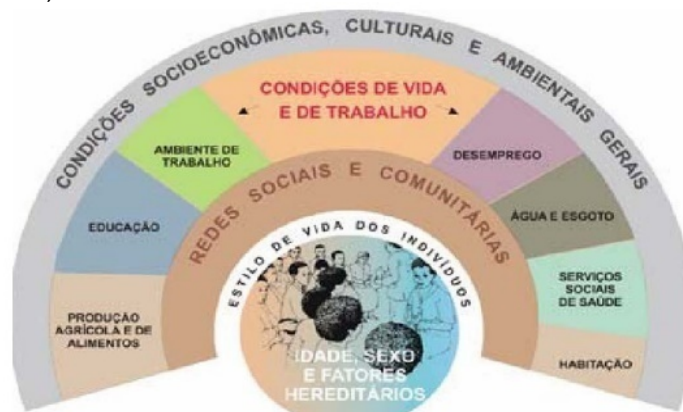 CONDIÇÕES SOCIOECONÔMICAS, CULTURAIS E AMBIENTAIS GERAIS
CONDIÇÕES DE VIDA
E DE TRABALHO
AMBIENTE DE
TRABALHO
DESEMPREGO
EDUCAÇÃO
ÁGUA E ESGOTO
PRODUÇÃO
AGRÍCOLA E DE
ALIMENTOS
SERVIÇOS
SOCIAIS
DE SAÚDE
HABITAÇÃO
REDES SOCIAIS E COMUNITÁRIAS
ESTILO DE VIDA DOS INDIVÍDUOS
IDADE, SEXO
E FATORES
HEREDITÁRIOS